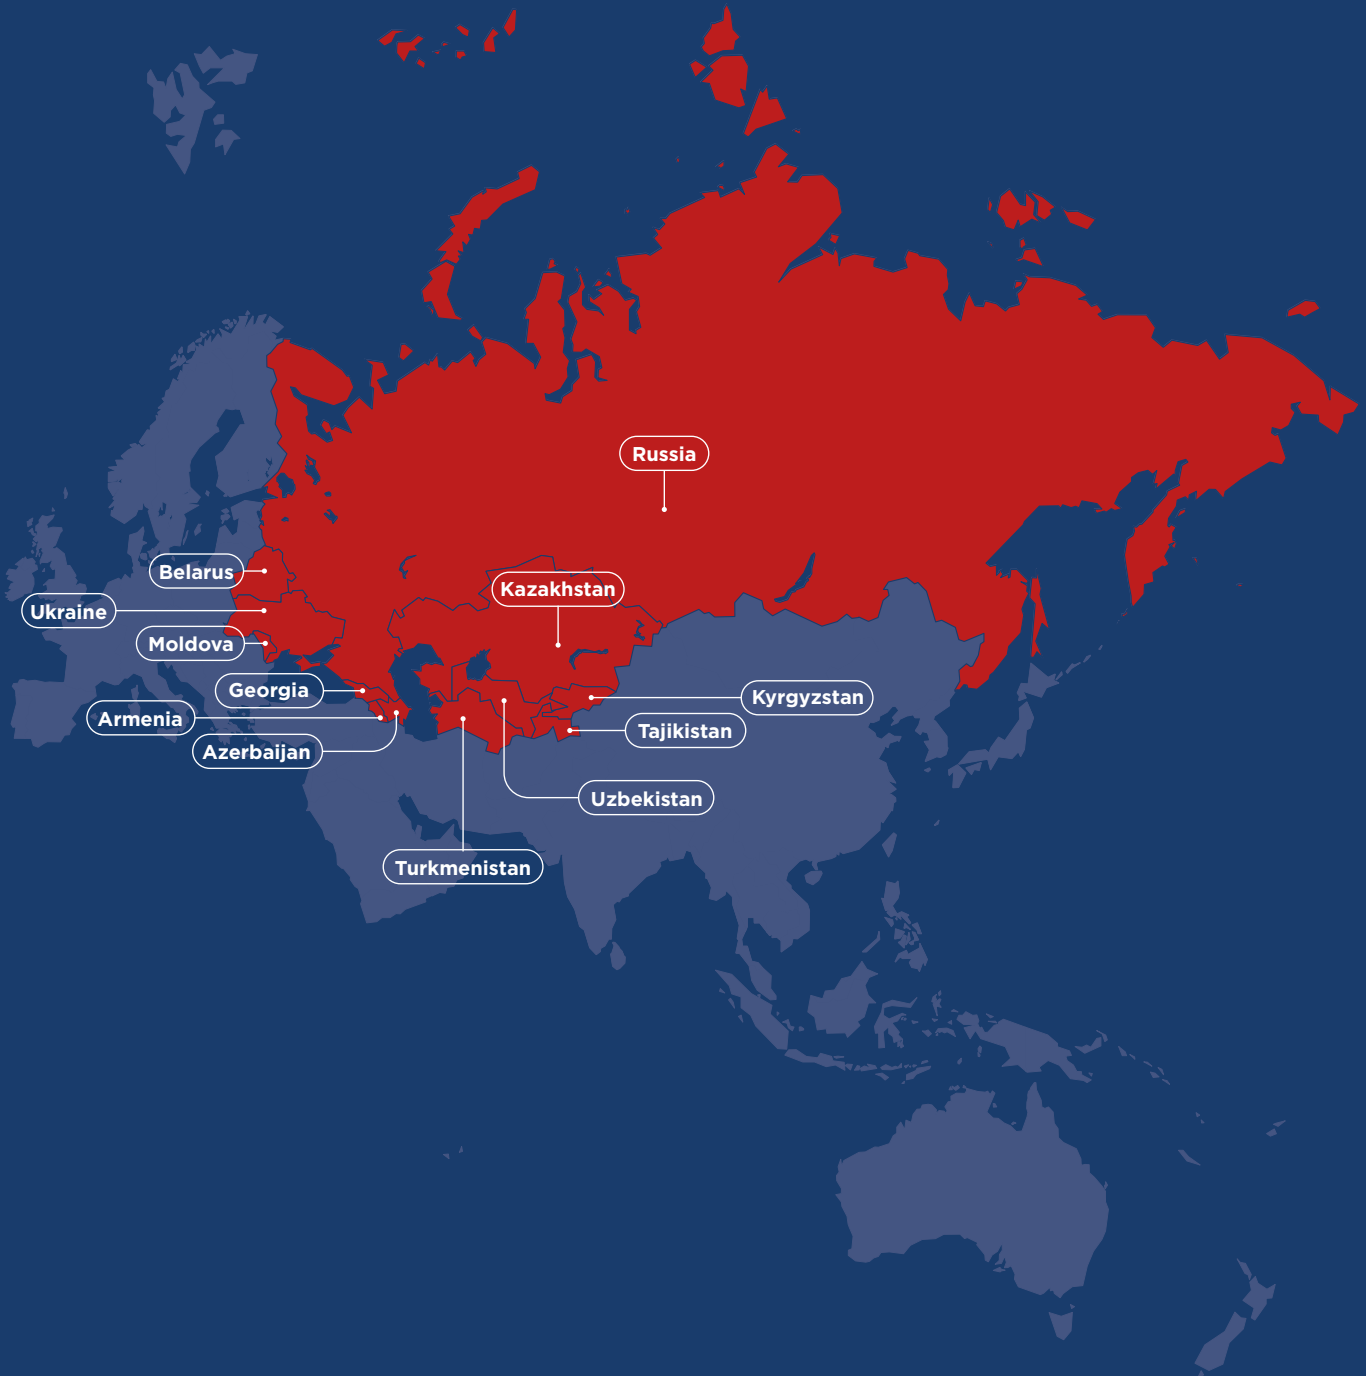 Russia
Belarus
Kazakhstan
Ukraine
Moldova
Georgia
Kyrgyzstan
Armenia
Tajikistan
Azerbaijan
Uzbekistan
Turkmenistan